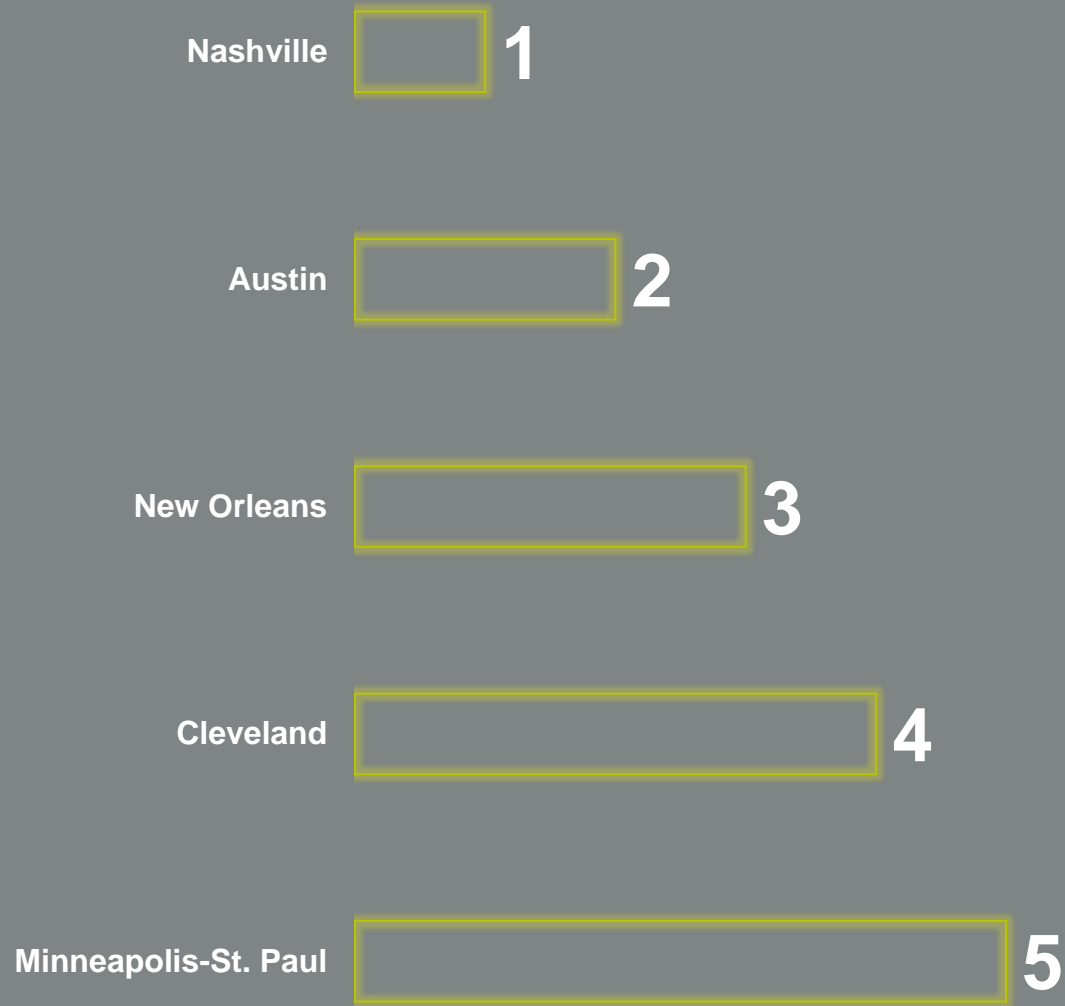 Nashville 1
Austin 2
New Orleans 3
Cleveland 4
Minneapolis-St. Paul 5